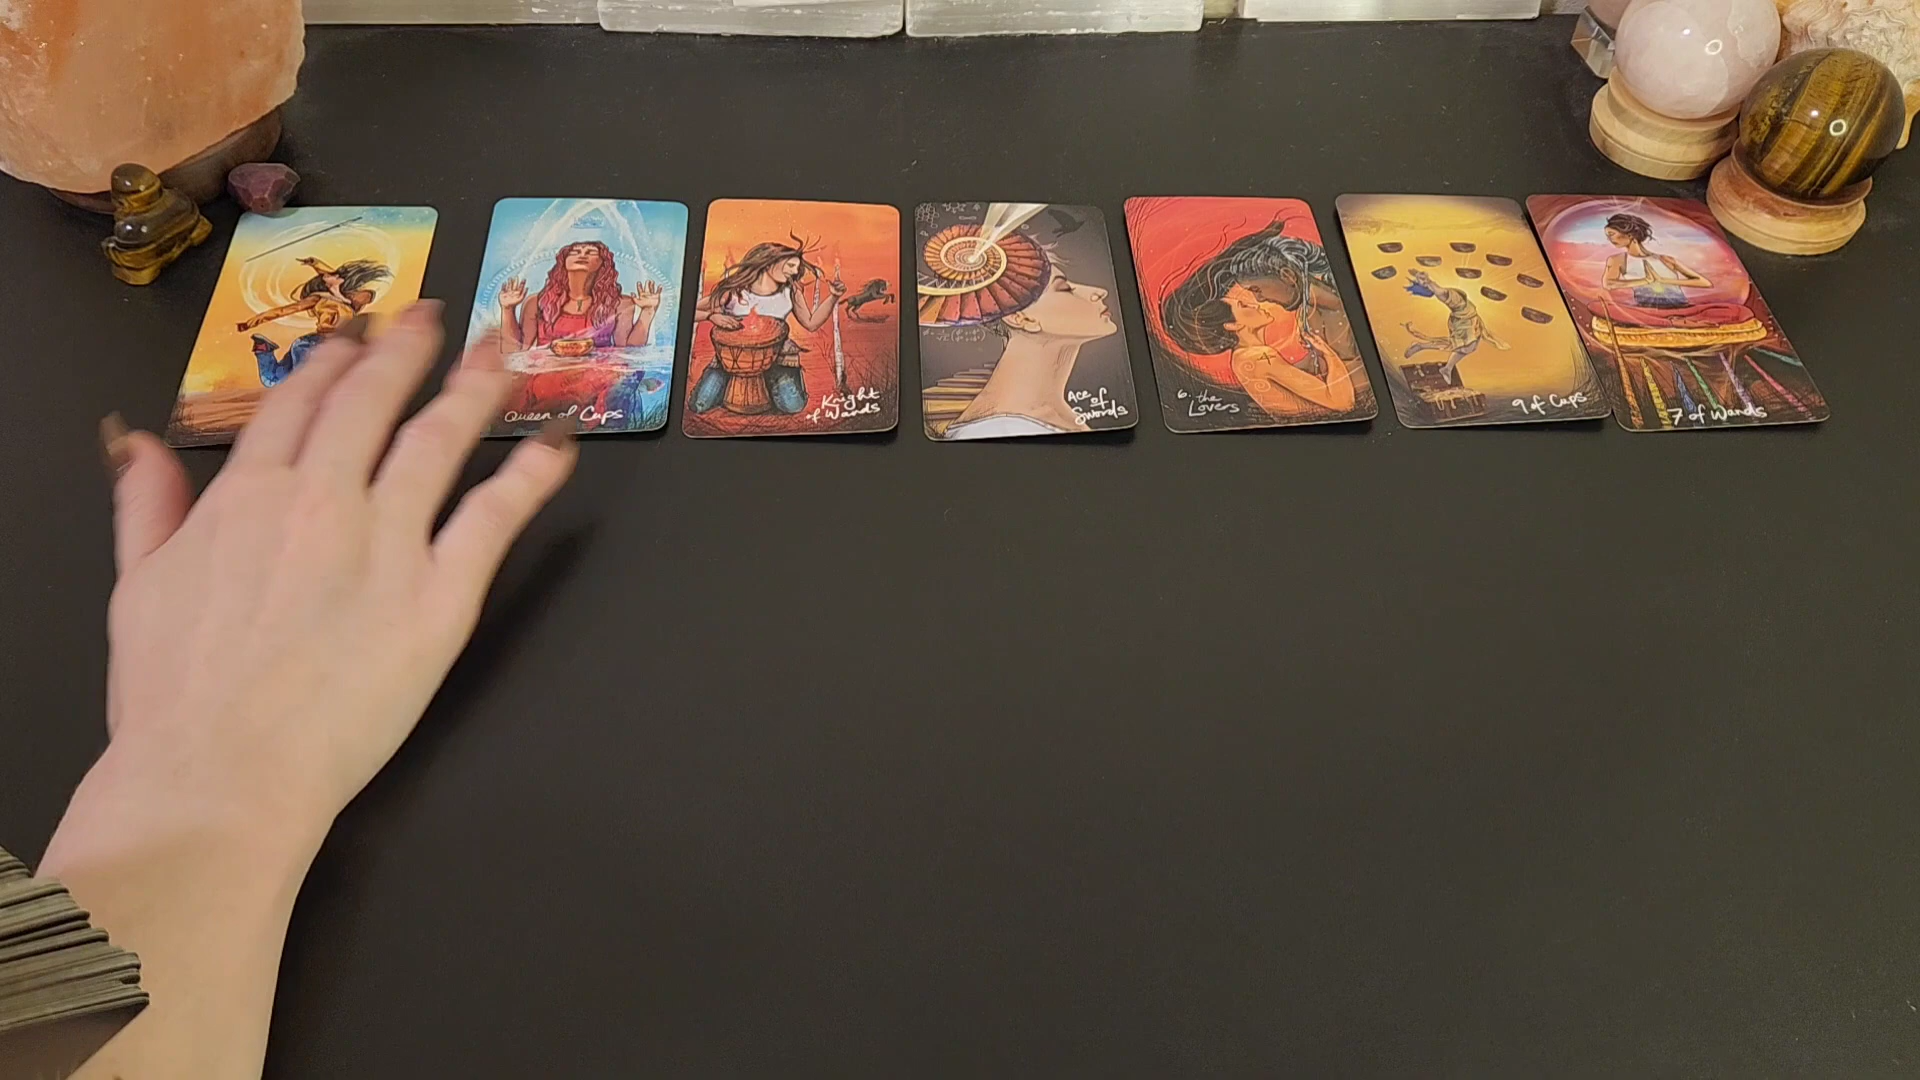 Queen of Cups
Knight
of Wands
Ace of
Swords
6. the
Lovers
9 of Cups
7 of Wands